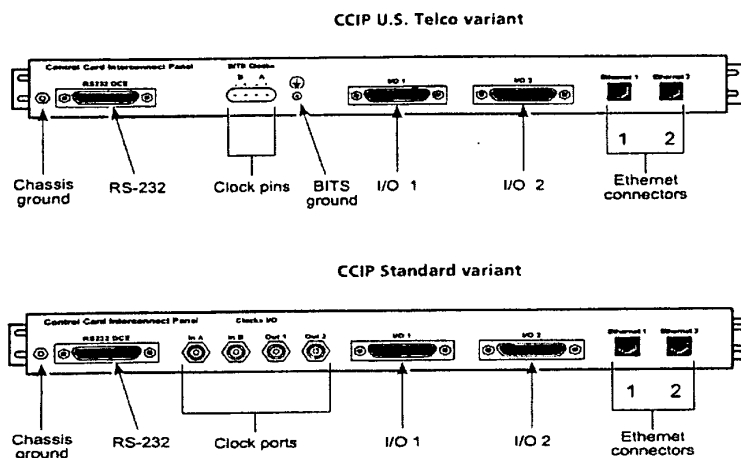 CCIP U.S. Telco variant
Control Card Interconnect Panel
RS232 DCE
BITS Clocks
B A
I/O 1
I/O 2
Ethernet 1
Ethernet 2
1 2
Chassis ground
RS-232
Clock pins
BITS ground
I/O 1
I/O 2
Ethernet connectors
CCIP Standard variant
Control Card Interconnect Panel
RS232 DCE
Clocks I/O
In A
In B
Out 1
Out 2
I/O 1
I/O 2
Ethernet 1
Ethernet 2
1 2
Chassis ground
RS-232
Clock ports
I/O 1
I/O 2
Ethernet connectors